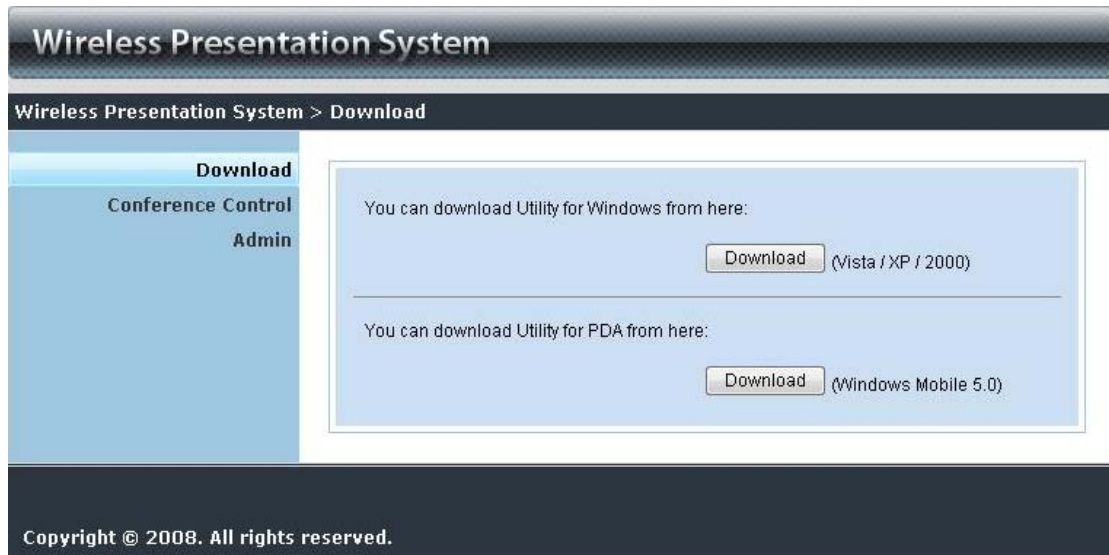 Wireless Presentation System
Wireless Presentation System > Download
Download
Conference Control
Admin
You can download Utility for Windows from here:
Download (Vista / XP / 2000)
You can download Utility for PDA from here:
Download (Windows Mobile 5.0)
Copyright © 2008. All rights reserved.